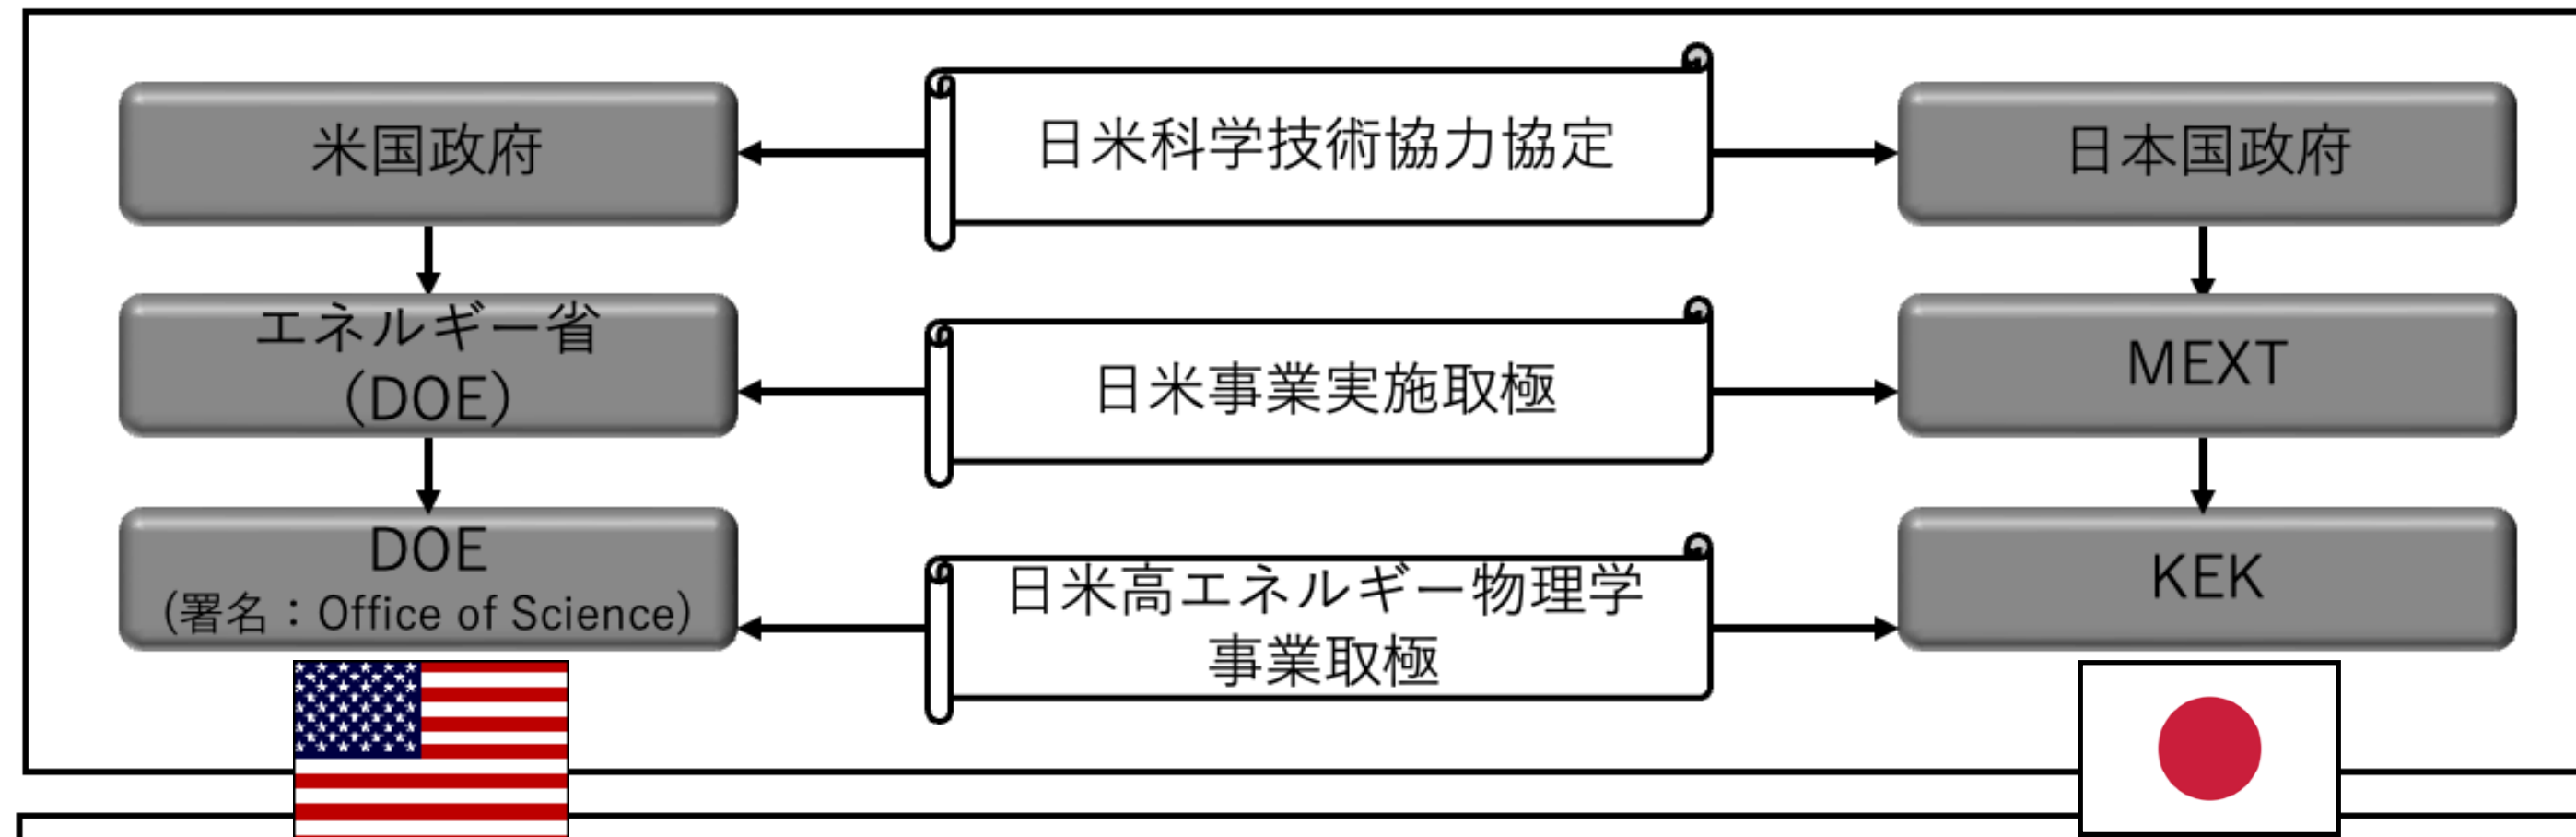 米国政府
日米科学技術協力協定
日本国政府
エネルギー省
（DOE）
日米事業実施取極
MEXT
DOE
(署名：Office of Science)
日米高エネルギー物理学
事業取極
KEK